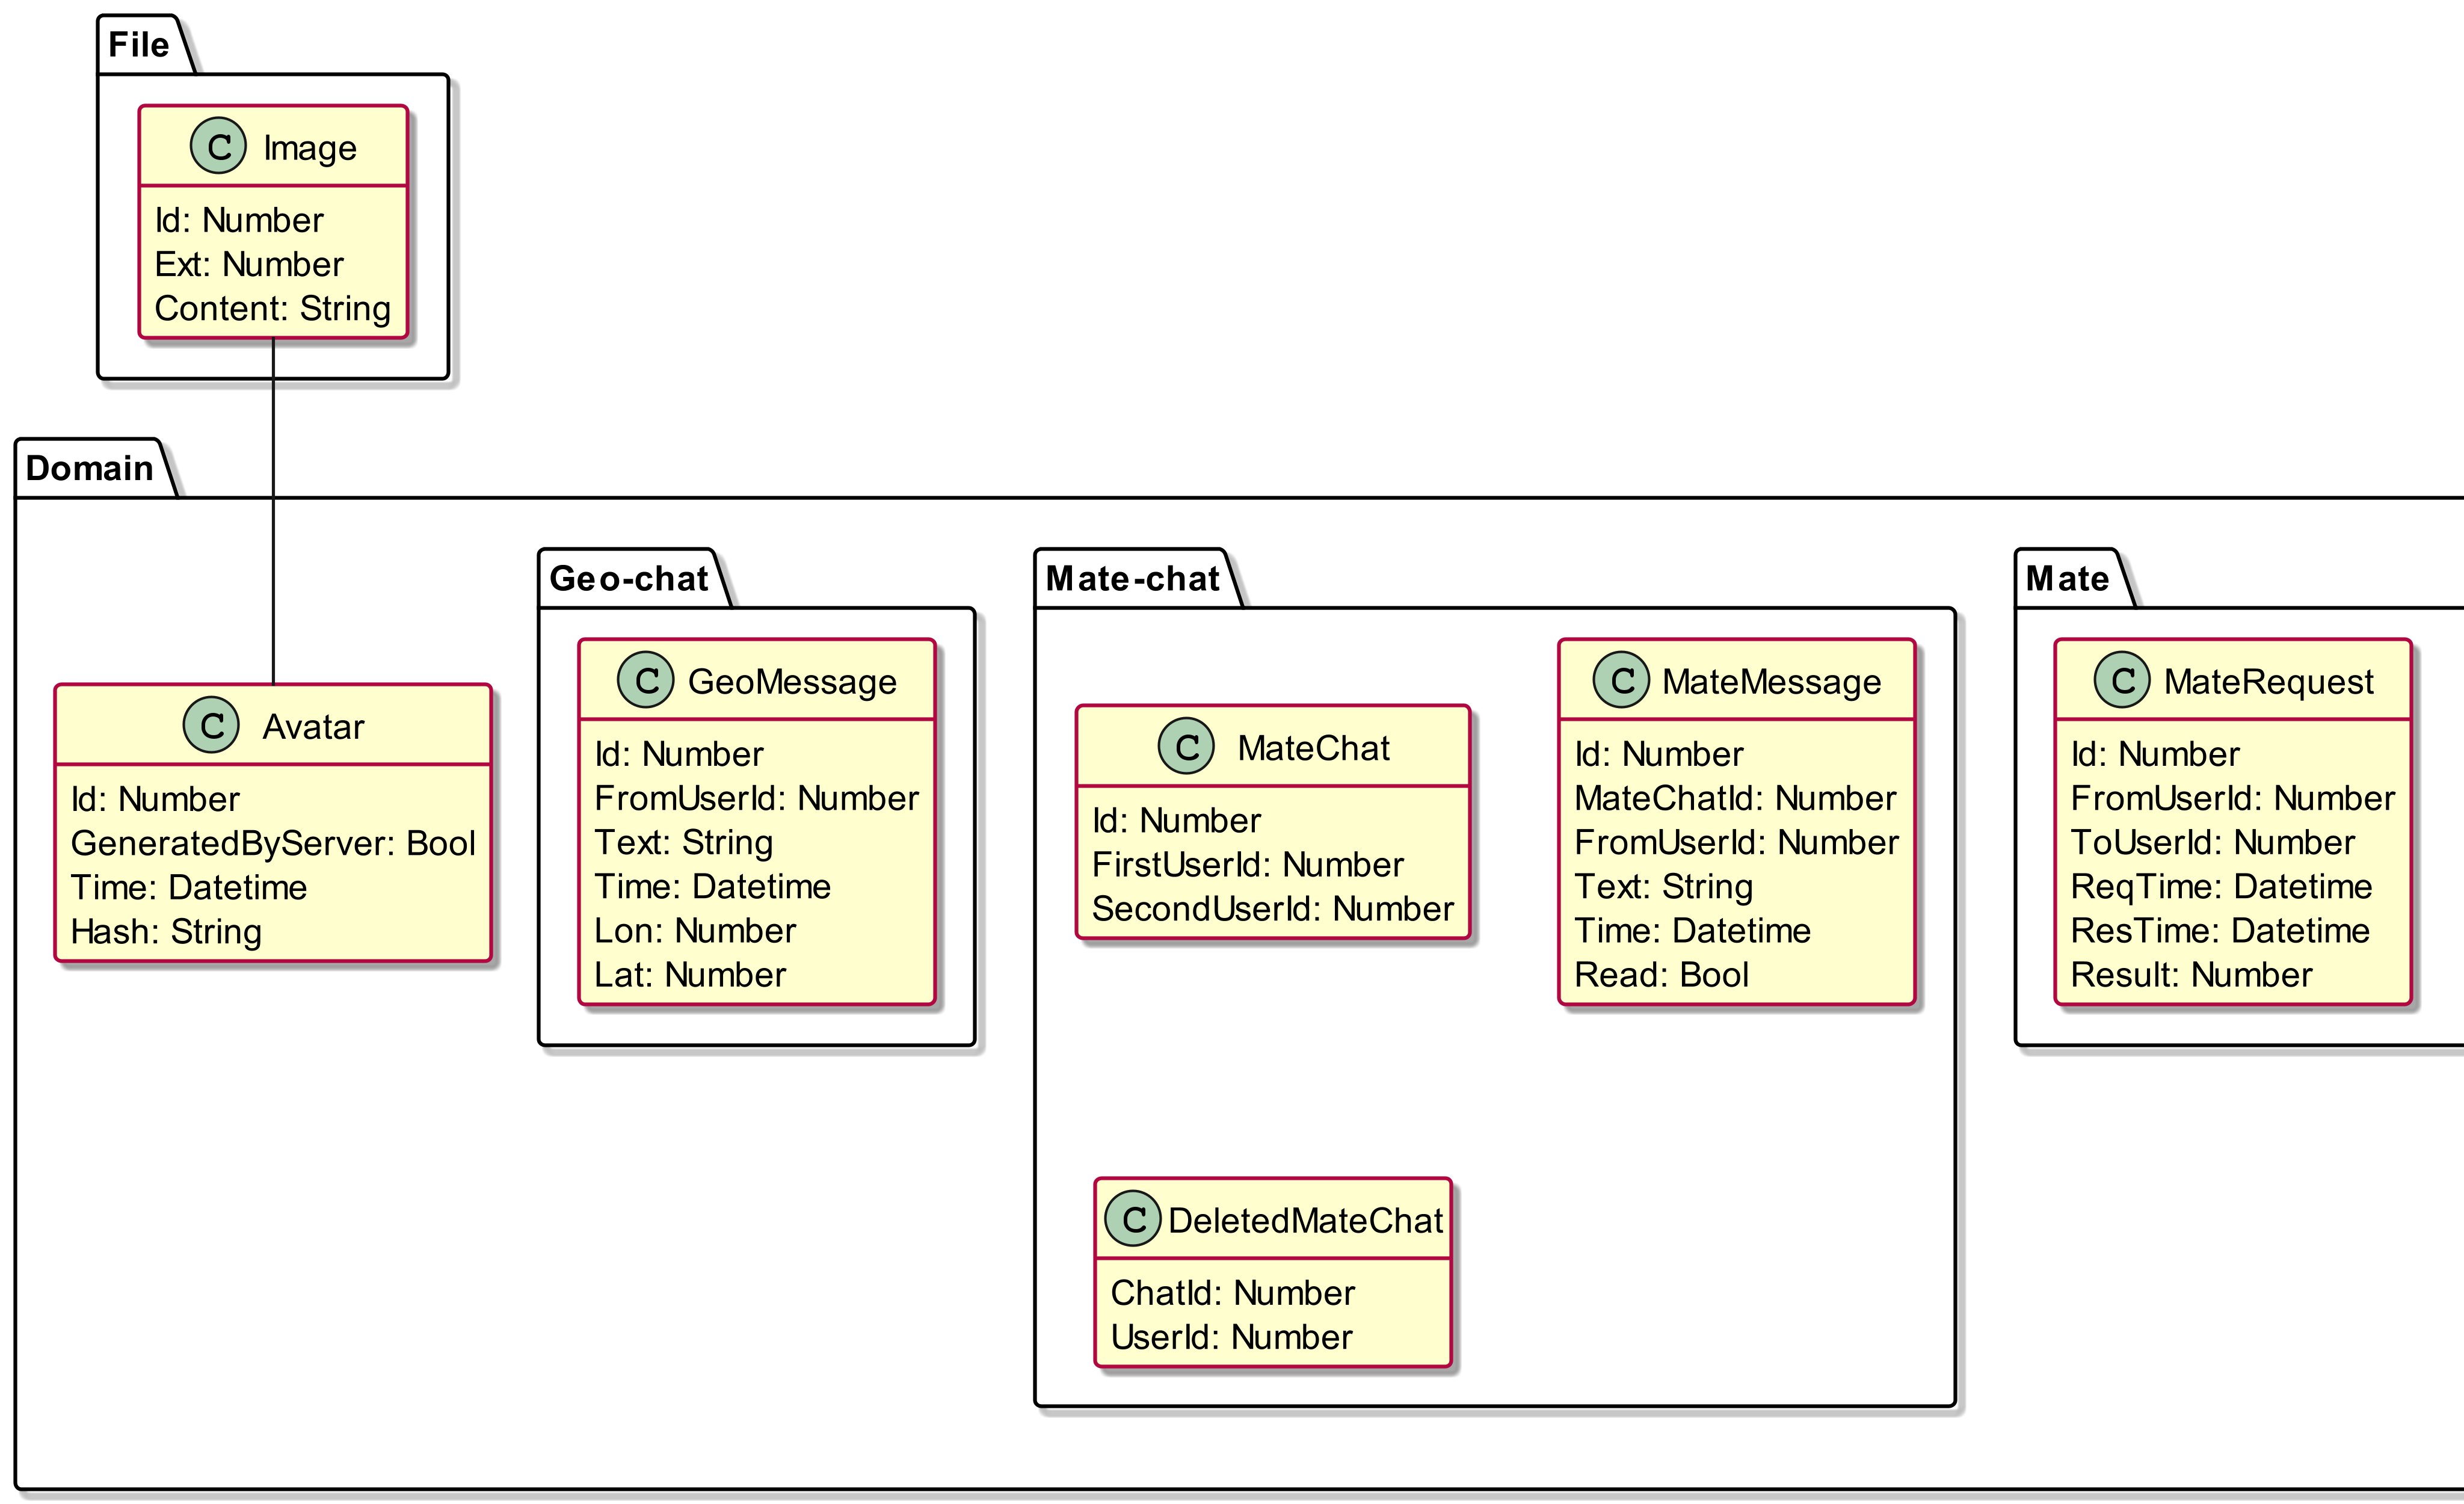 File
C Image
Id: Number
Ext: Number
Content: String
Domain
C Avatar
Id: Number
GeneratedByServer: Bool
Time: Datetime
Hash: String
Geo-chat
C GeoMessage
Id: Number
FromUserId: Number
Text: String
Time: Datetime
Lon: Number
Lat: Number
Mate-chat
C MateChat
Id: Number
FirstUserId: Number
SecondUserId: Number
C MateMessage
Id: Number
MateChatId: Number
FromUserId: Number
Text: String
Time: Datetime
Read: Bool
C DeletedMateChat
ChatId: Number
UserId: Number
Mate
C MateRequest
Id: Number
FromUserId: Number
ToUserId: Number
ReqTime: Datetime
ResTime: Datetime
Result: Number